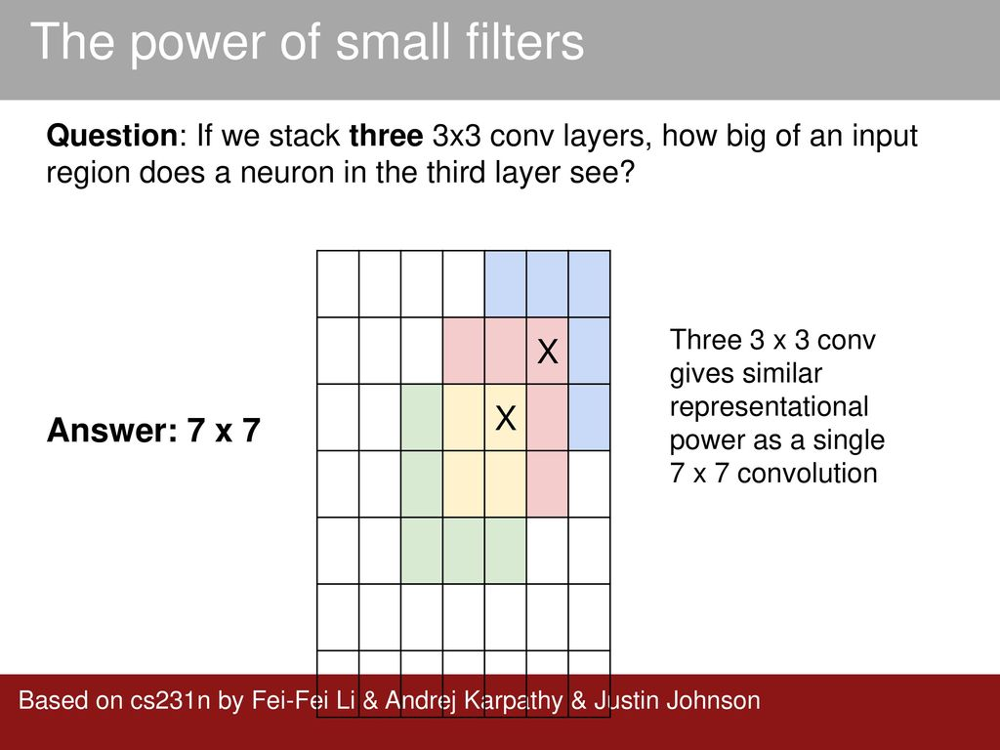 The power of small filters
Question: If we stack three 3x3 conv layers, how big of an input
region does a neuron in the third layer see?
X
X
Answer: 7 x 7
Three 3 x 3 conv
gives similar
representational
power as a single
7 x 7 convolution
Based on cs231n by Fei-Fei Li & Andrej Karpathy & Justin Johnson